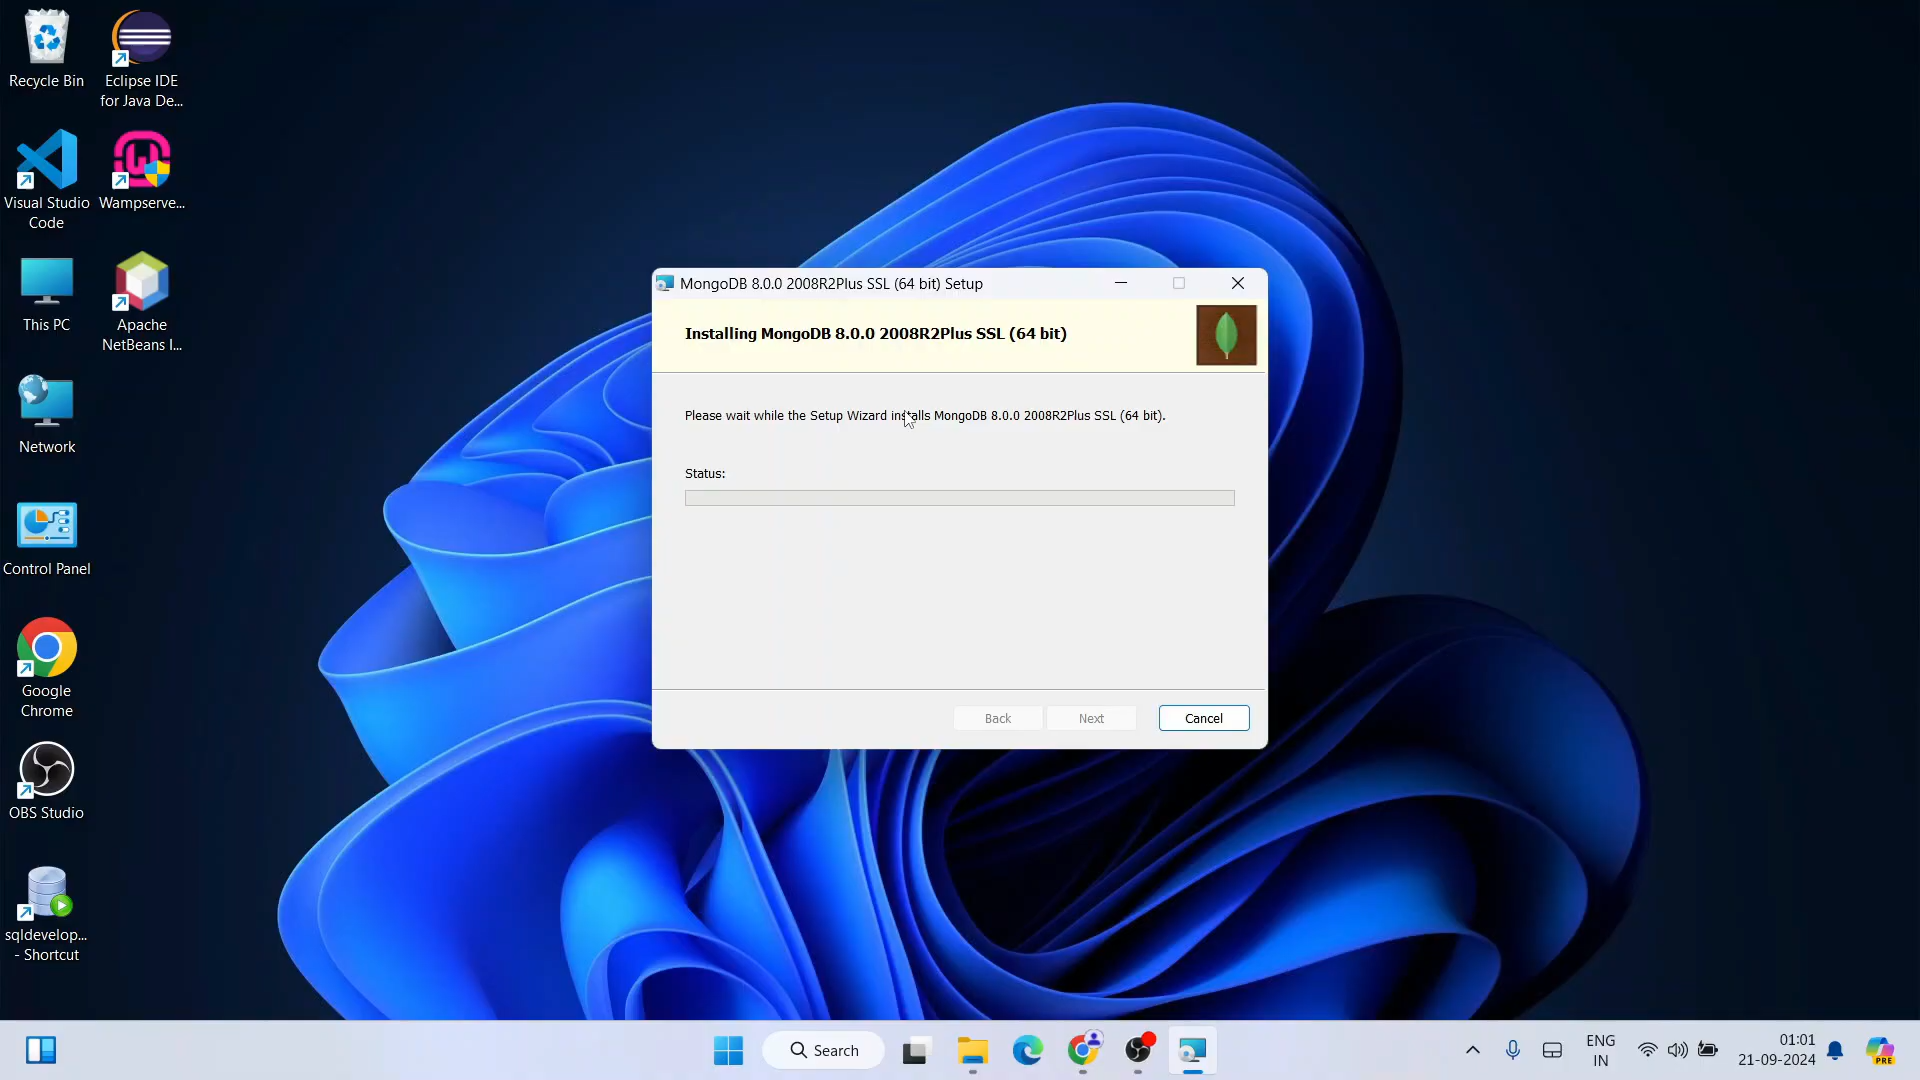 Recycle Bin
Eclipse IDE
for Java De...
Visual Studio
Code
Wampserve...
This PC
Apache
NetBeans I...
Network
Control Panel
Google
Chrome
OBS Studio
sqldevelop...
- Shortcut
MongoDB 8.0.0 2008R2Plus SSL (64 bit) Setup
Installing MongoDB 8.0.0 2008R2Plus SSL (64 bit)
Please wait while the Setup Wizard installs MongoDB 8.0.0 2008R2Plus SSL (64 bit).
Status:
Back
Next
Cancel
Search
ENG
IN
01:01
21-09-2024
PRE